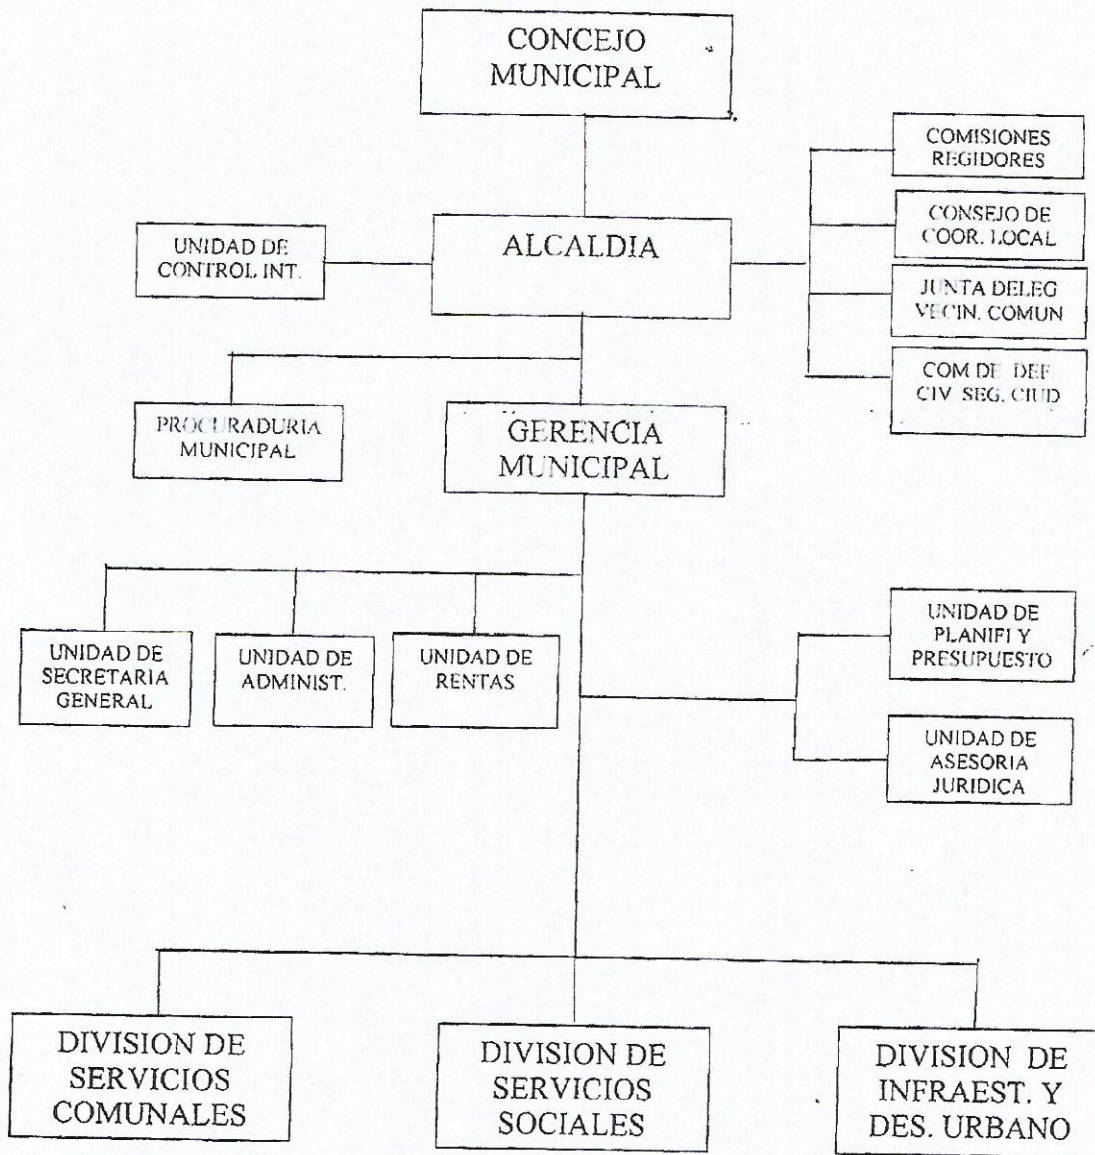 CONCEJO
MUNICIPAL
COMISIONES
REGIDORES
CONSEJO DE
COOR. LOCAL
UNIDAD DE
CONTROL INT.
ALCALDIA
JUNTA DELEG
VECIN. COMUN
COM DE DEF.
CIV SEG. CIUD
PROCURADURIA
MUNICIPAL
GERENCIA
MUNICIPAL
UNIDAD DE
SECRETARIA
GENERAL
UNIDAD DE
ADMINIST.
UNIDAD DE
RENTAS
UNIDAD DE
PLANIFI Y
PRESUPUESTO
UNIDAD DE
ASESORIA
JURIDICA
DIVISION DE
SERVICIOS
COMUNALES
DIVISION DE
SERVICIOS
SOCIALES
DIVISION DE
INFRAEST. Y
DES. URBANO